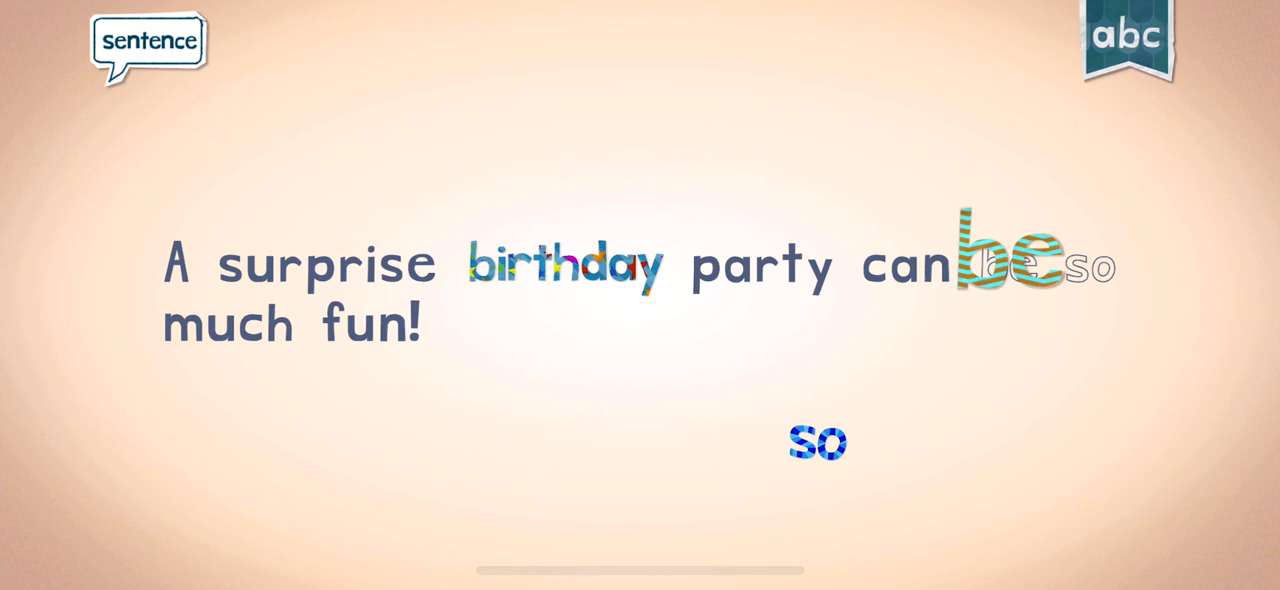 sentence
abc
A surprise birthday party can be so
much fun!
so